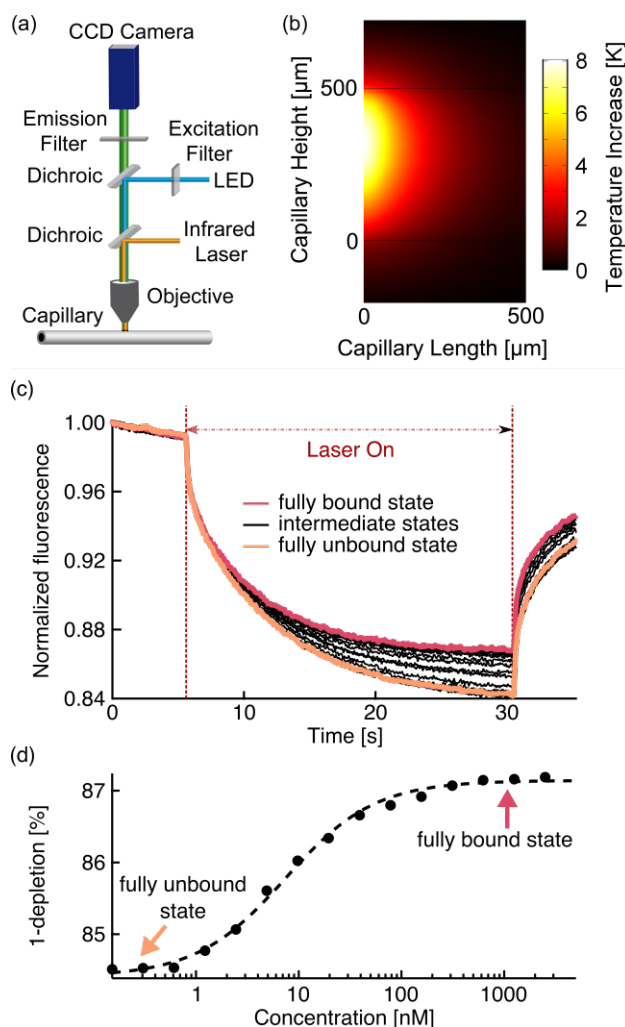 (a)
CCD Camera
Emission
Filter
Excitation
Filter
Dichroic
LED
Dichroic
Infrared
Laser
Capillary
Objective
(b)
Capillary Height [µm]
500
0
0
500
Capillary Length [µm]
8
6
4
2
0
Temperature Increase [K]
(c)
Normalized fluorescence
1.00
0.96
0.92
0.88
0.84
Laser On
fully bound state
intermediate states
fully unbound state
0
10
20
30
Time [s]
(d)
1-depletion [%]
87
86
85
fully unbound
state
fully bound state
1
10
100
1000
Concentration [nM]